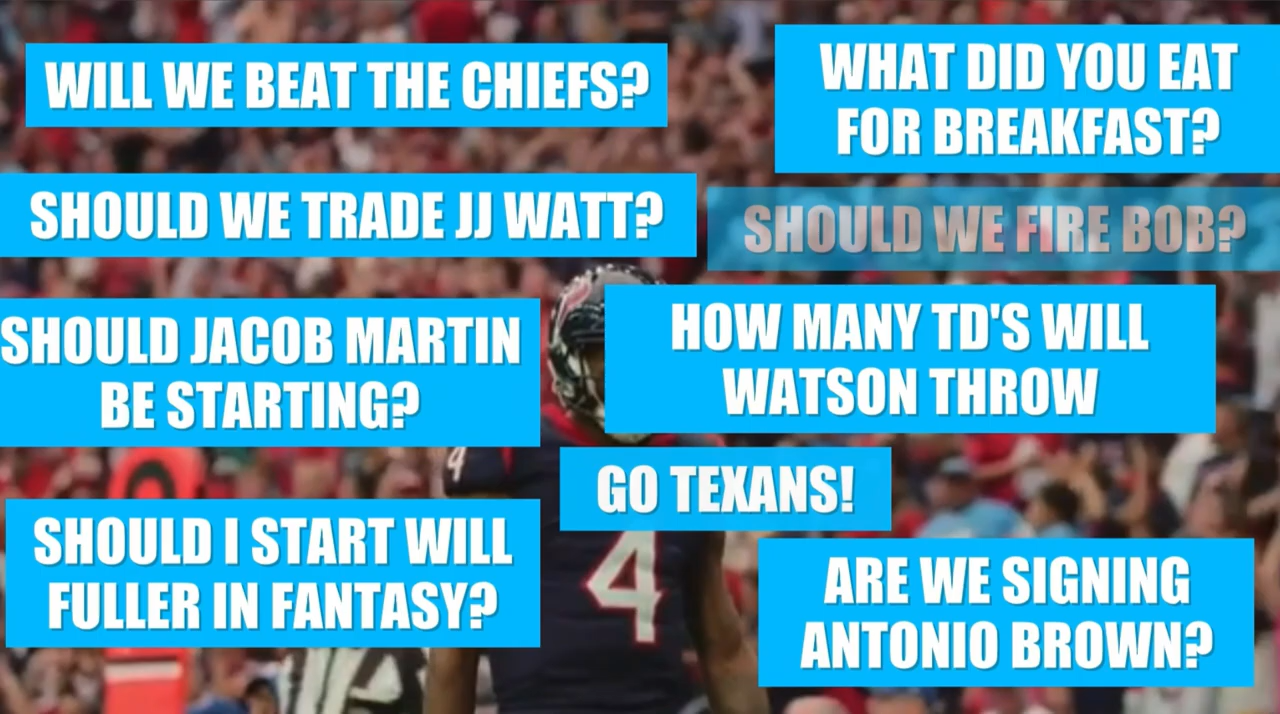 WILL WE BEAT THE CHIEFS?
WHAT DID YOU EAT
FOR BREAKFAST?
SHOULD WE TRADE JJ WATT?
SHOULD WE FIRE BOB?
SHOULD JACOB MARTIN
BE STARTING?
HOW MANY TD'S WILL
WATSON THROW
4
GO TEXANS!
SHOULD I START WILL
FULLER IN FANTASY?
4
ARE WE SIGNING
ANTONIO BROWN?